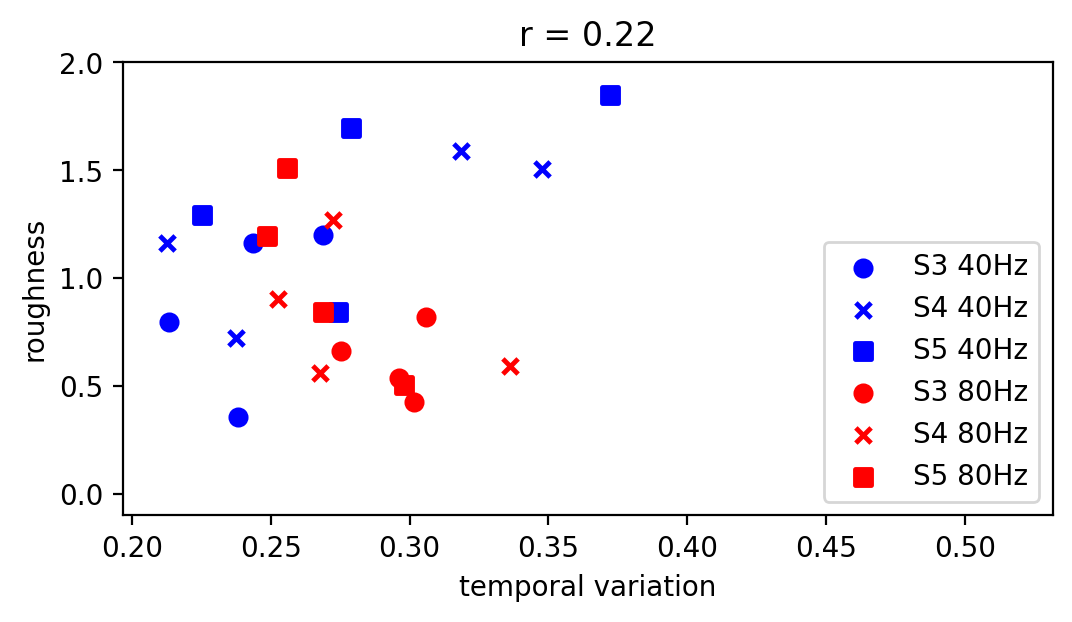 r = 0.22
2.0
1.5
1.0
0.5
0.0
roughness
0.20 0.25 0.30 0.35 0.40 0.45 0.50
temporal variation
S3 40Hz
S4 40Hz
S5 40Hz
S3 80Hz
S4 80Hz
S5 80Hz